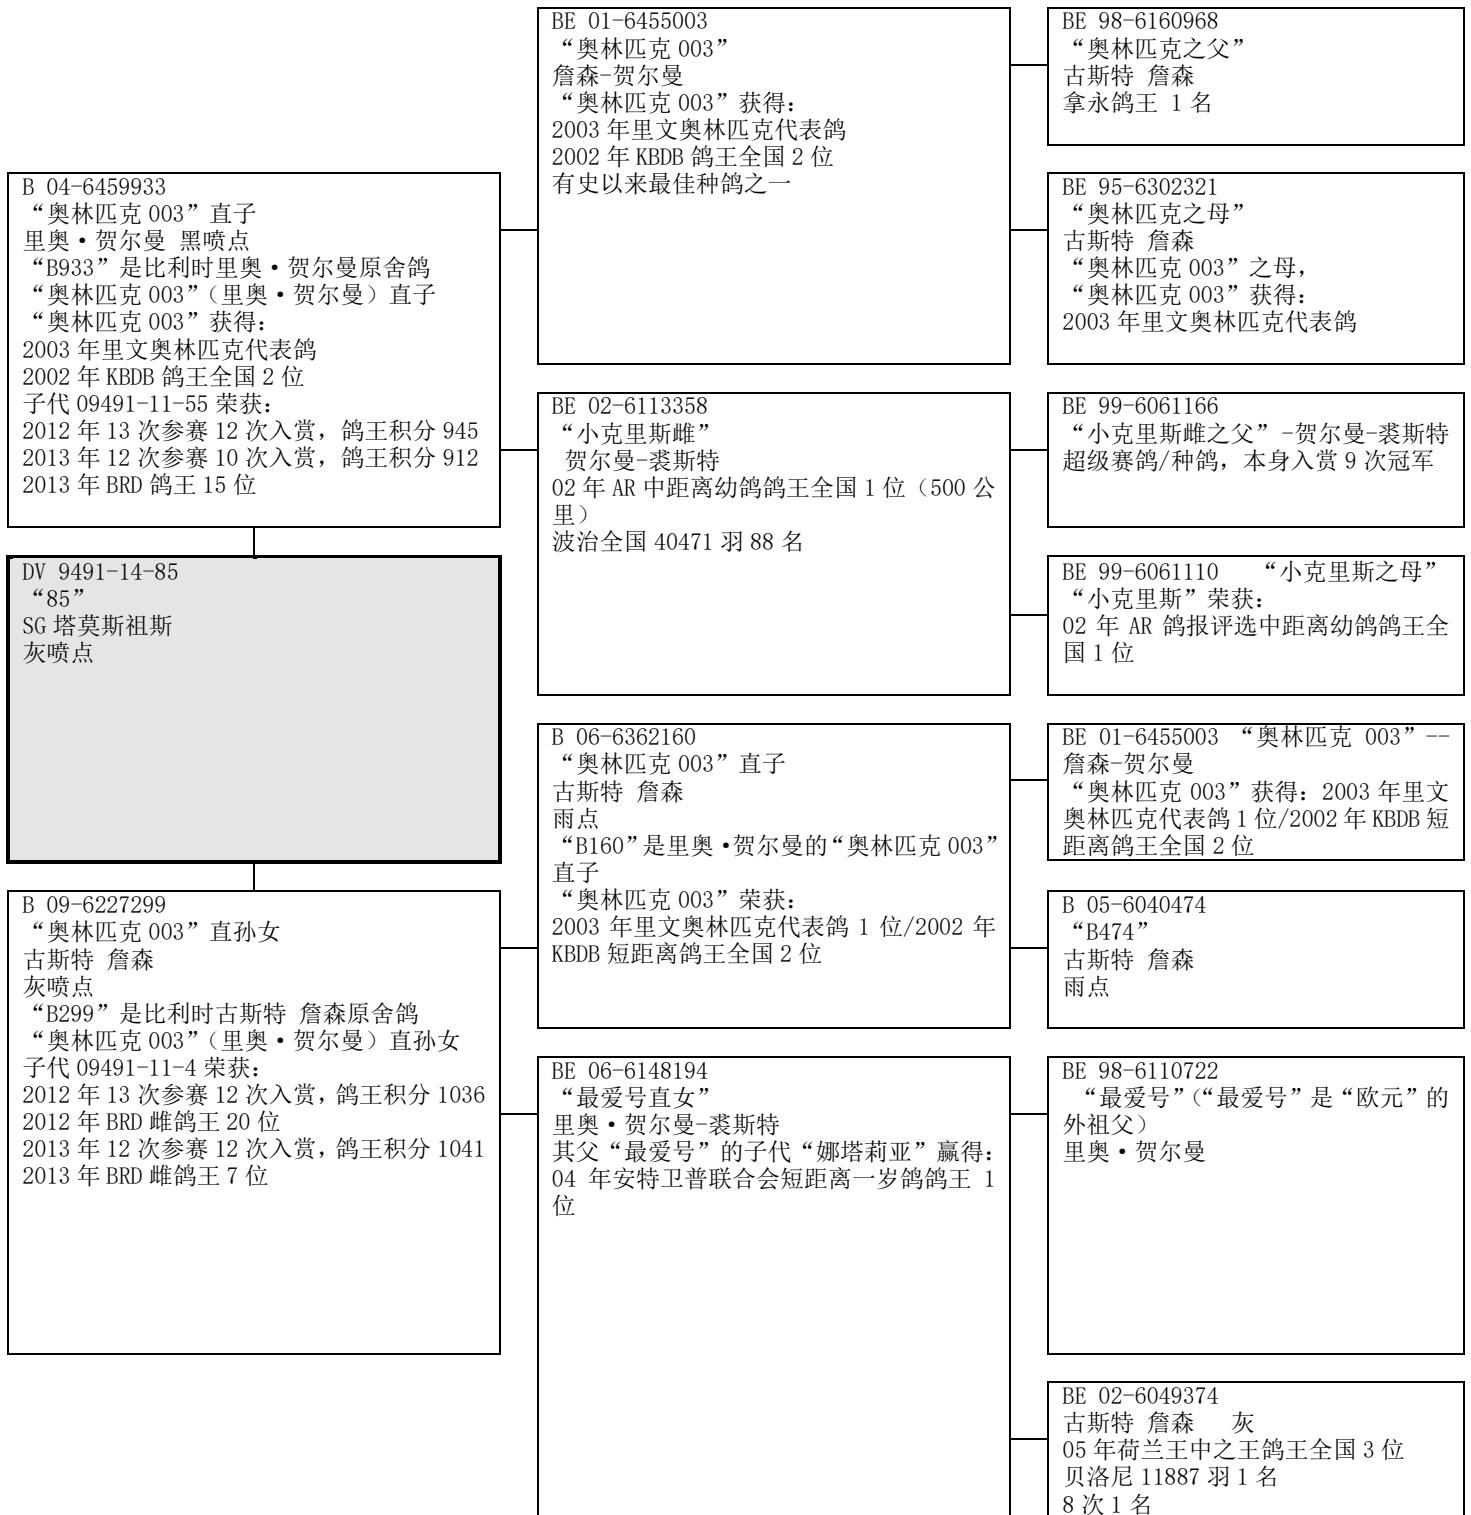 BE 01-6455003
“奥林匹克 003”
詹森-贺尔曼
“奥林匹克 003”获得：
2003 年里文奥林匹克代表鸽
2002 年 KBDB 鸽王全国 2 位
有史以来最佳种鸽之一
BE 98-6160968
“奥林匹克之父”
古斯特 詹森
拿永鸽王 1 名
B 04-6459933
“奥林匹克 003”直子
里奥·贺尔曼 黑喷点
“B933”是比利时里奥·贺尔曼原舍鸽
“奥林匹克 003”（里奥·贺尔曼）直子
“奥林匹克 003”获得：
2003 年里文奥林匹克代表鸽
2002 年 KBDB 鸽王全国 2 位
子代 09491-11-55 荣获：
2012 年 13 次参赛 12 次入赏，鸽王积分 945
2013 年 12 次参赛 10 次入赏，鸽王积分 912
2013 年 BRD 鸽王 15 位
BE 95-6302321
“奥林匹克之母”
古斯特 詹森
“奥林匹克 003”之母，
“奥林匹克 003”获得：
2003 年里文奥林匹克代表鸽
BE 02-6113358
“小克里斯雌”
贺尔曼-裘斯特
02 年 AR 中距离幼鸽鸽王全国 1 位（500 公
里）
波治全国 40471 羽 88 名
BE 99-6061166
“小克里斯雌之父”-贺尔曼-裘斯特
超级赛鸽/种鸽，本身入赏 9 次冠军
DV 9491-14-85
“85”
SG 塔莫斯祖斯
灰喷点
BE 99-6061110 “小克里斯之母”
“小克里斯”荣获：
02 年 AR 鸽报评选中距离幼鸽鸽王全
国 1 位
B 06-6362160
“奥林匹克 003”直子
古斯特 詹森
雨点
“B160”是里奥·贺尔曼的“奥林匹克 003”
直子
“奥林匹克 003”荣获：
2003 年里文奥林匹克代表鸽 1 位/2002 年
KBDB 短距离鸽王全国 2 位
BE 01-6455003 “奥林匹克 003”--
詹森-贺尔曼
“奥林匹克 003”获得：2003 年里文
奥林匹克代表鸽 1 位/2002 年 KBDB 短
距离鸽王全国 2 位
B 09-6227299
“奥林匹克 003”直孙女
古斯特 詹森
灰喷点
“B299”是比利时古斯特 詹森原舍鸽
“奥林匹克 003”（里奥·贺尔曼）直孙女
子代 09491-11-4 荣获：
2012 年 13 次参赛 12 次入赏，鸽王积分 1036
2012 年 BRD 雌鸽王 20 位
2013 年 12 次参赛 12 次入赏，鸽王积分 1041
2013 年 BRD 雌鸽王 7 位
B 05-6040474
“B474”
古斯特 詹森
雨点
BE 06-6148194
“最爱号直女”
里奥·贺尔曼-裘斯特
其父“最爱号”的子代“娜塔莉亚”赢得：
04 年安特卫普联合会短距离一岁鸽鸽王 1
位
BE 98-6110722
“最爱号”（“最爱号”是“欧元”的
外祖父）
里奥·贺尔曼
BE 02-6049374
古斯特 詹森 灰
05 年荷兰王中之王鸽王全国 3 位
贝洛尼 11887 羽 1 名
8 次 1 名